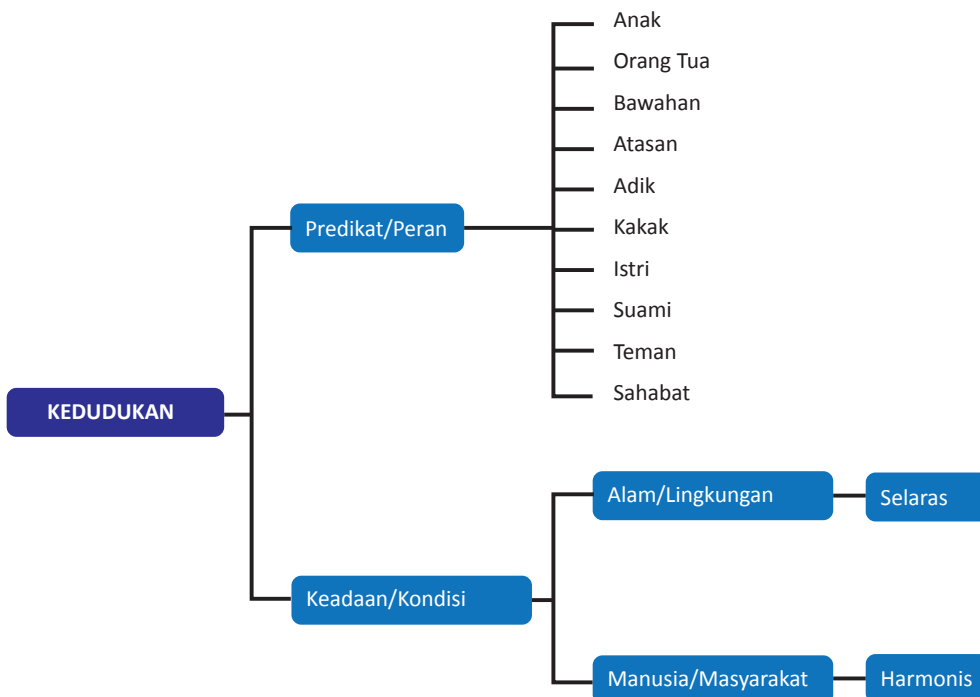 Anak
Orang Tua
Bawahan
Atasan
Adik
Kakak
Predikat/Peran
Istri
Suami
Teman
Sahabat
KEDUDUKAN
Alam/Lingkungan
Selaras
Keadaan/Kondisi
Manusia/Masyarakat
Harmonis